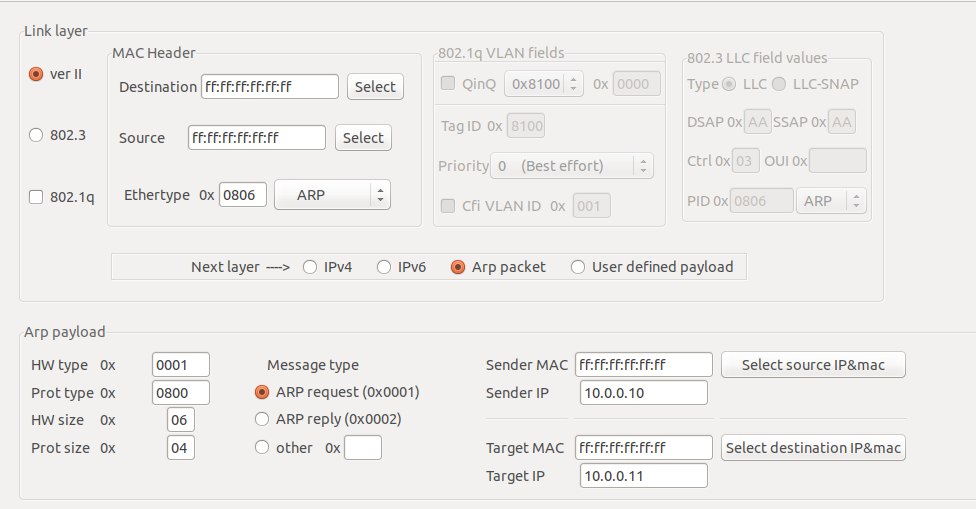 Link layer
ver II
802.3
802.1q
MAC Header
Destination ff:ff:ff:ff:ff:ff Select
Source ff:ff:ff:ff:ff:ff Select
Ethertype 0x 0806 ARP
802.1q VLAN fields
QinQ 0x8100 0x 0000
Tag ID 0x 8100
Priority 0 (Best effort)
Cfi VLAN ID 0x 001
802.3 LLC field values
Type LLC LLC-SNAP
DSAP 0x AA SSAP 0x AA
Ctrl 0x 03 OUI 0x
PID 0x 0806 ARP
Next layer ----> IPv4 IPv6 Arp packet User defined payload
Arp payload
HW type 0x 0001
Prot type 0x 0800
HW size 0x 06
Prot size 0x 04
Message type
ARP request (0x0001)
ARP reply (0x0002)
other 0x
Sender MAC ff:ff:ff:ff:ff:ff Select source IP&mac
Sender IP 10.0.0.10
Target MAC ff:ff:ff:ff:ff:ff Select destination IP&mac
Target IP 10.0.0.11